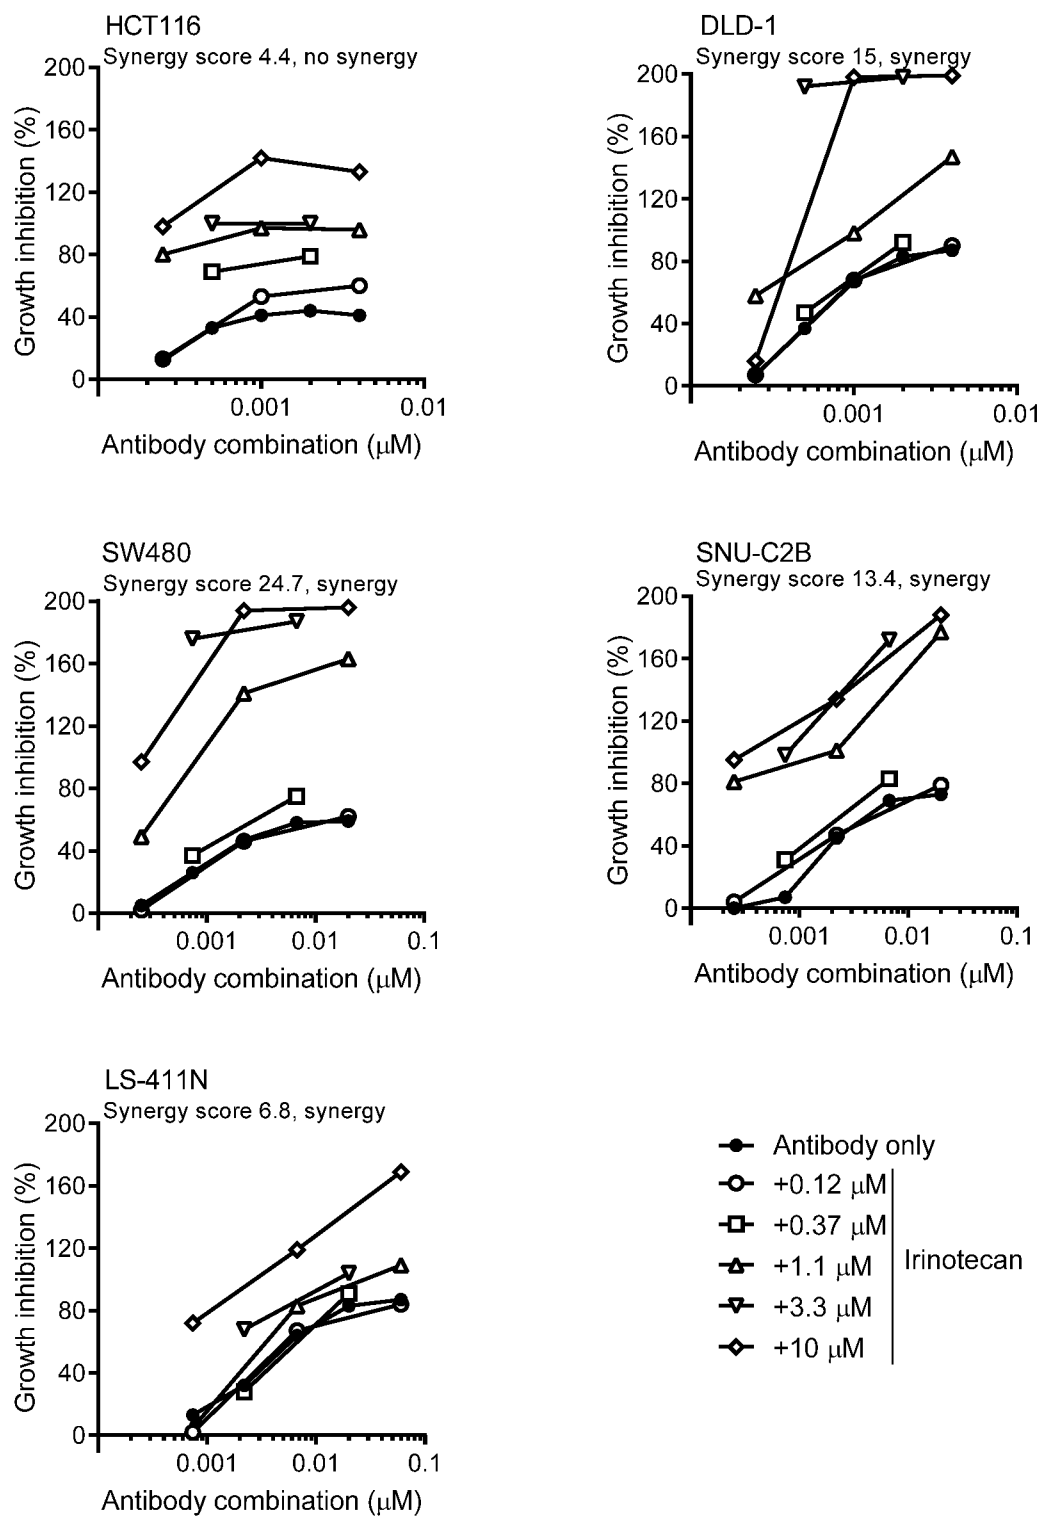 HCT116
Synergy score 4.4, no synergy
Growth inhibition (%)
200
160
120
80
40
0
0.001
0.01
Antibody combination (μM)
DLD-1
Synergy score 15, synergy
Growth inhibition (%)
200
160
120
80
40
0
0.001
0.01
Antibody combination (μM)
SW480
Synergy score 24.7, synergy
Growth inhibition (%)
200
160
120
80
40
0
0.001
0.01
0.1
Antibody combination (μM)
SNU-C2B
Synergy score 13.4, synergy
Growth inhibition (%)
200
160
120
80
40
0
0.001
0.01
0.1
Antibody combination (μM)
LS-411N
Synergy score 6.8, synergy
Growth inhibition (%)
200
160
120
80
40
0
0.001
0.01
0.1
Antibody combination (μM)
Antibody only
+0.12 μM
+0.37 μM
+1.1 μM
+3.3 μM
+10 μM
Irinotecan